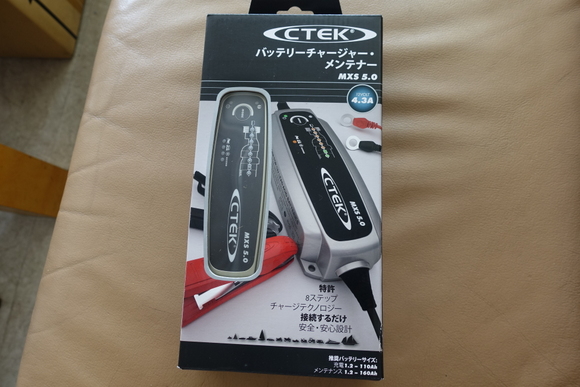 CTEK
バッテリーチャージャー・
メンテナー
MXS 5.0
4.3A
CTEK
MXS 5.0
CTEK
MXS 5.0
特許
8ステップ
チャージテクノロジー
接続するだけ
安全・安心設計
推奨バッテリーサイズ:
充電1.2 – 110Ah
メンテナンス 1.2 – 160Ah